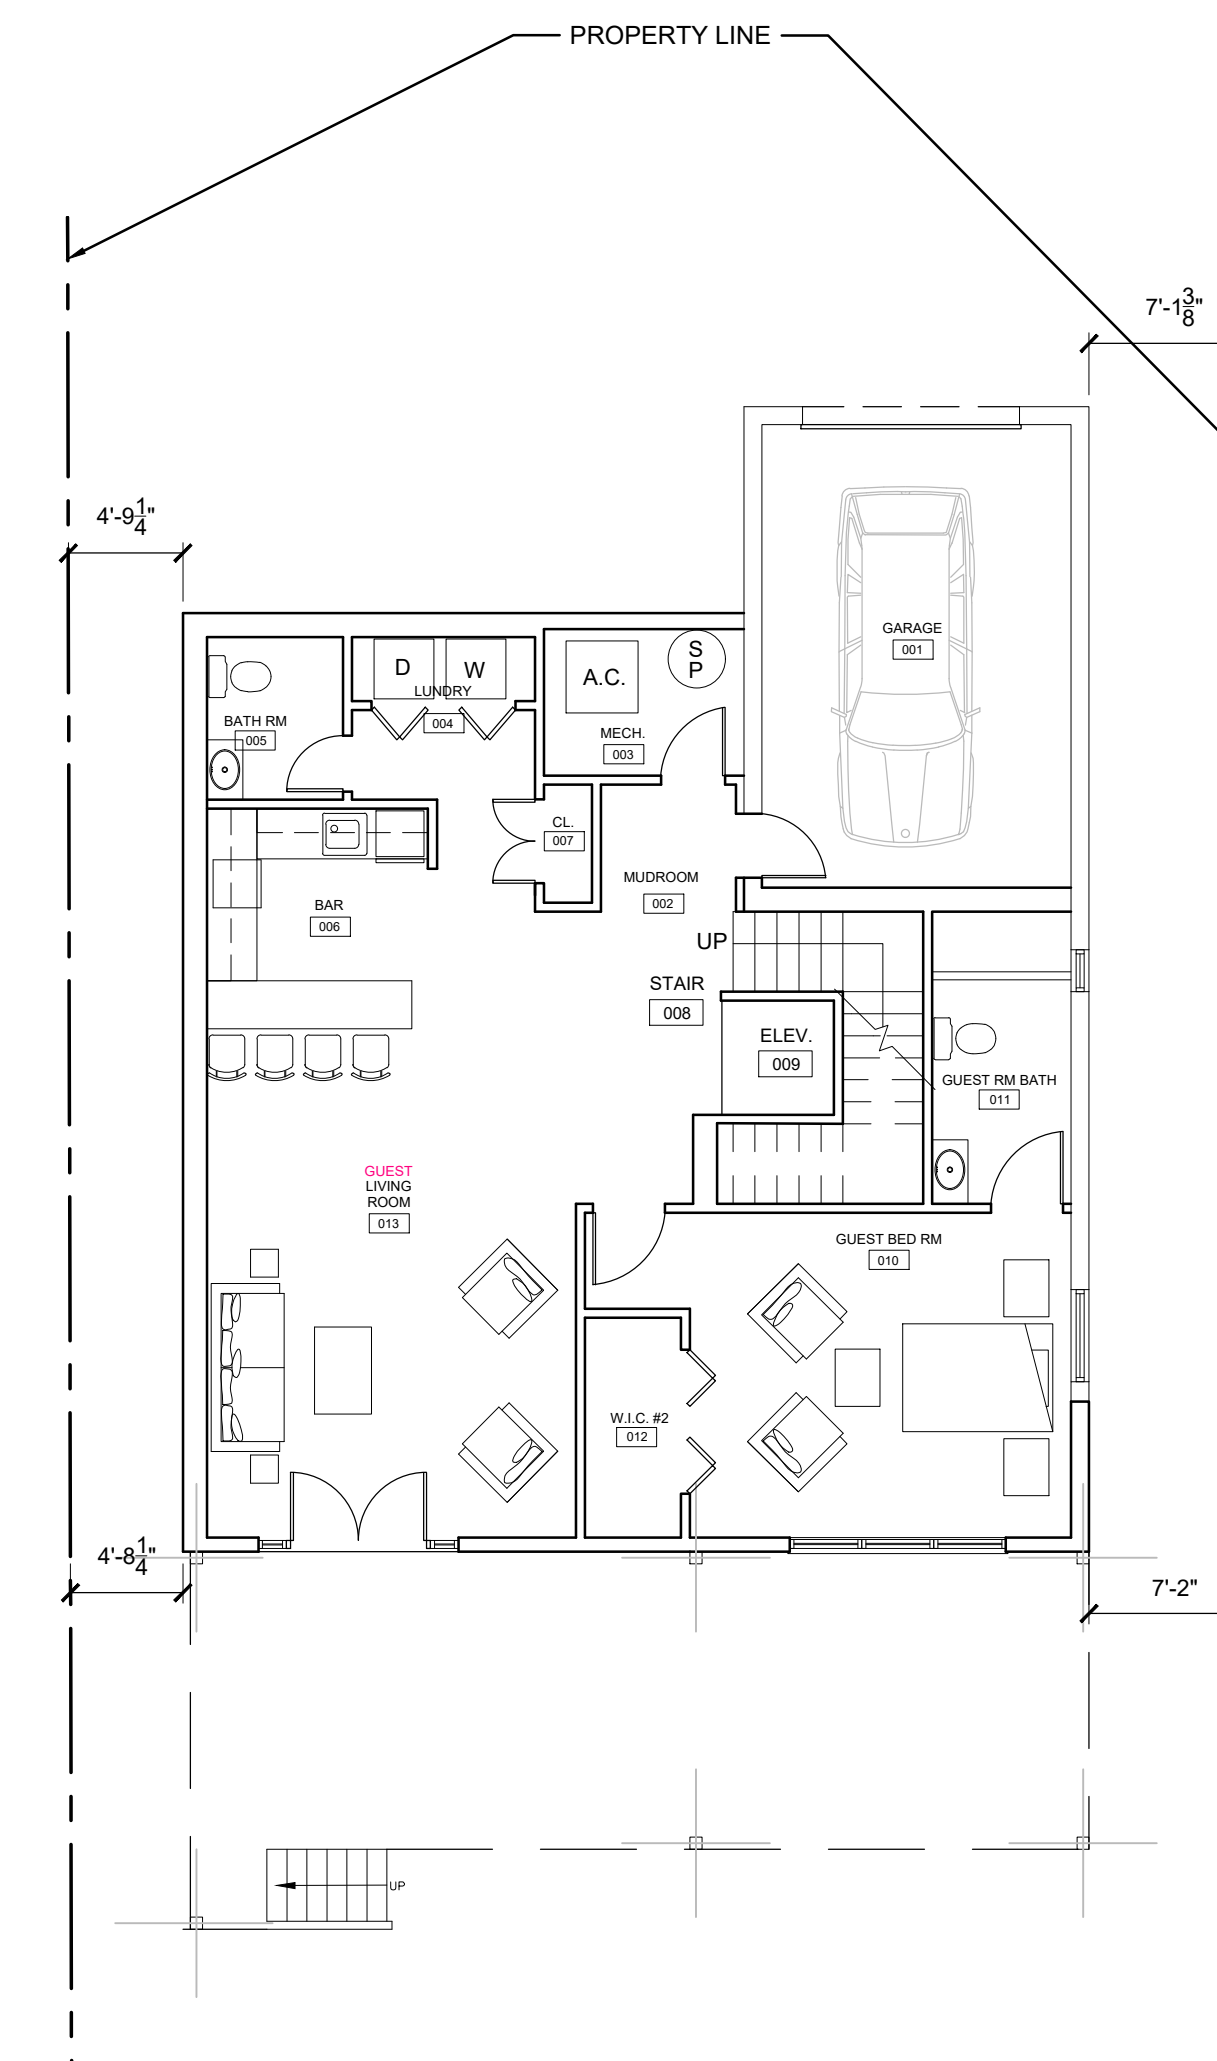 PROPERTY LINE
7'-1 3/8"
4'-9 1/4"
GARAGE
001
D
W
LUNDRY
004
A.C.
S
P
MECH.
003
BATH RM
005
CL.
007
MUDROOM
002
BAR
006
UP
STAIR
008
ELEV.
009
GUEST RM BATH
011
GUEST
LIVING
ROOM
013
GUEST BED RM
010
W.I.C. #2
012
4'-8 1/4"
7'-2"
UP